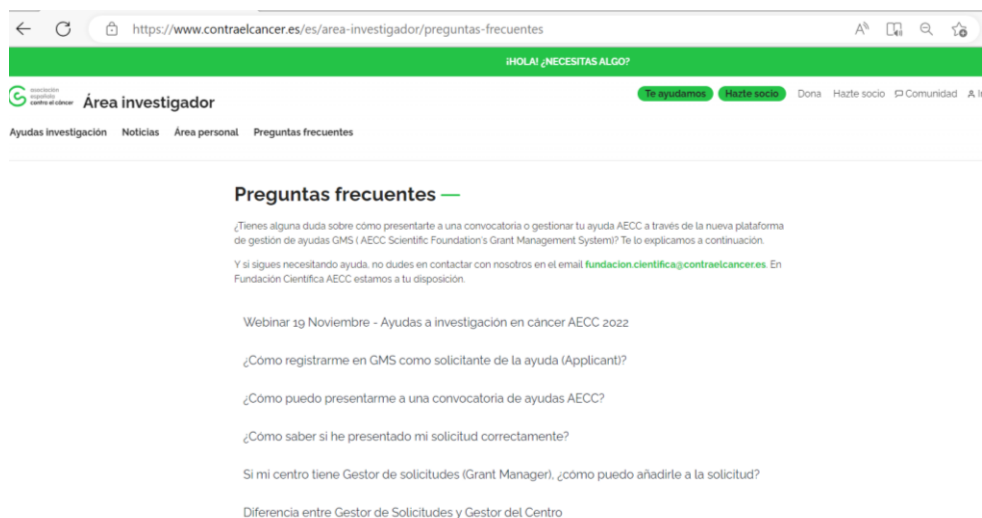 https://www.contraelcancer.es/es/area-investigador/preguntas-frecuentes
¡HOLA! ¿NECESITAS ALGO?
asociación
española
contra el cáncer
Área investigador
Te ayudamos Hazte socio Dona Hazte socio Comunidad
Ayudas investigación Noticias Área personal Preguntas frecuentes
Preguntas frecuentes —
¿Tienes alguna duda sobre cómo presentarte a una convocatoria o gestionar tu ayuda AECC a través de la nueva plataforma
de gestión de ayudas GMS ( AECC Scientific Foundation's Grant Management System)? Te lo explicamos a continuación.
Y si sigues necesitando ayuda, no dudes en contactar con nosotros en el email fundacion.cientifica@contraelcancer.es. En
Fundación Científica AECC estamos a tu disposición.
Webinar 19 Noviembre - Ayudas a investigación en cáncer AECC 2022
¿Cómo registrarme en GMS como solicitante de la ayuda (Applicant)?
¿Cómo puedo presentarme a una convocatoria de ayudas AECC?
¿Cómo saber si he presentado mi solicitud correctamente?
Si mi centro tiene Gestor de solicitudes (Grant Manager), ¿cómo puedo añadirle a la solicitud?
Diferencia entre Gestor de Solicitudes y Gestor del Centro